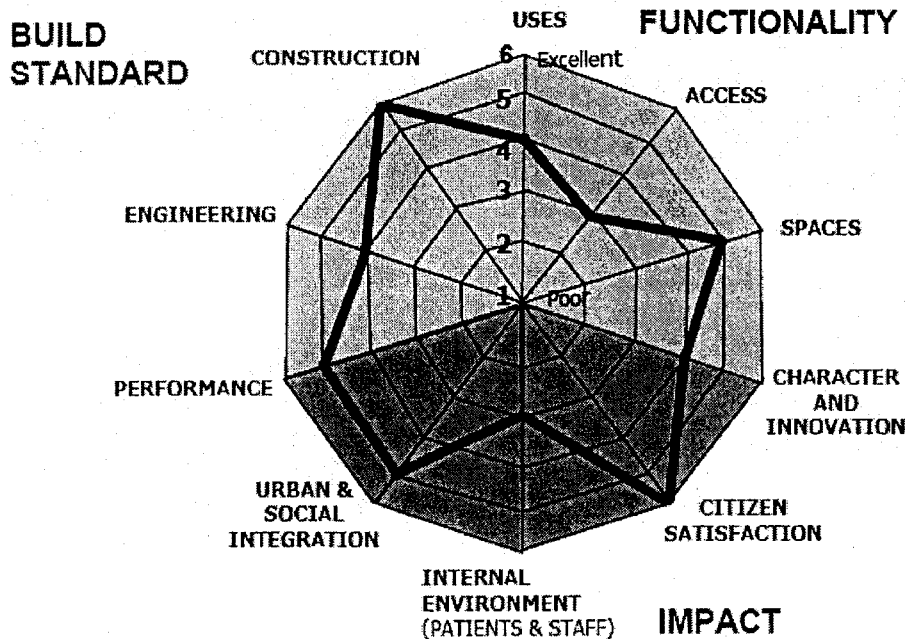 BUILD
STANDARD
FUNCTIONALITY
USES
CONSTRUCTION
6 Excellent
ACCESS
5
4
3
ENGINEERING
SPACES
2
1 Poor
PERFORMANCE
CHARACTER
AND
INNOVATION
URBAN &
SOCIAL
INTEGRATION
CITIZEN
SATISFACTION
INTERNAL
ENVIRONMENT
(PATIENTS & STAFF)
IMPACT